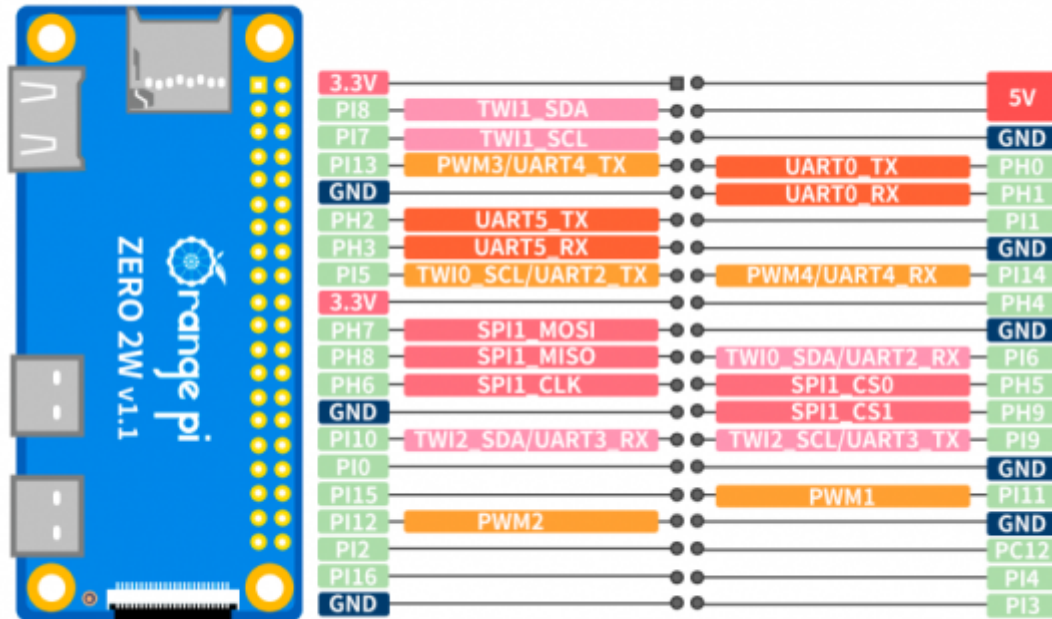 3.3V 5V
PI8 TWI1_SDA
PI7 TWI1_SCL GND
PI13 PWM3/UART4_TX UART0_TX PH0
GND UART0_RX PH1
PH2 UART5_TX PI1
PH3 UART5_RX GND
PI5 TWI0_SCL/UART2_TX PWM4/UART4_RX PI14
3.3V PH4
PH7 SPI1_MOSI GND
PH8 SPI1_MISO TWI0_SDA/UART2_RX PI6
PH6 SPI1_CLK SPI1_CS0 PH5
GND SPI1_CS1 PH9
PI10 TWI2_SDA/UART3_RX TWI2_SCL/UART3_TX PI9
PI0 GND
PI15 PWM1 PI11
PI12 PWM2 GND
PI2 PC12
PI16 PI4
GND PI3
Orange pi
ZERO 2W v1.1